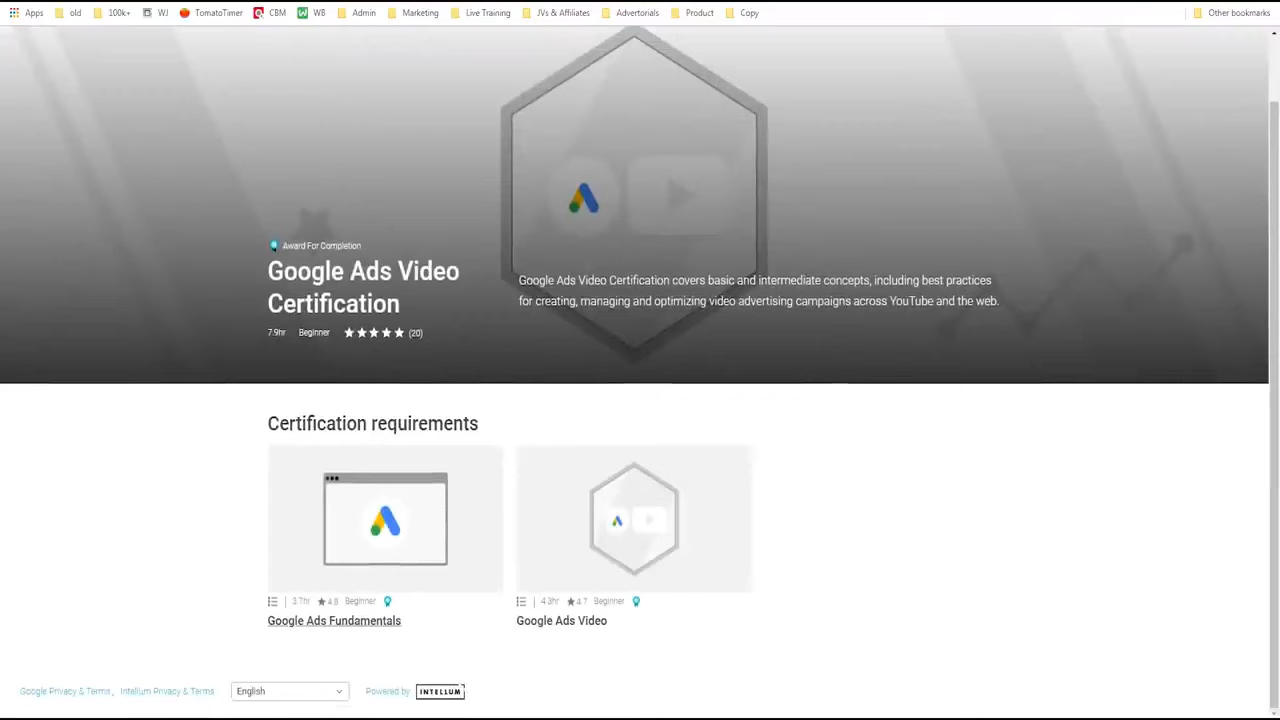 Apps old 100k+ WJ TomatoTimer CBM WB Admin Marketing Live Training JVs & Affiliates Advertorials Product Copy Other bookmarks
Award For Completion
Google Ads Video
Certification
7.9hr Beginner (20)
Google Ads Video Certification covers basic and intermediate concepts, including best practices
for creating, managing and optimizing video advertising campaigns across YouTube and the web.
Certification requirements
3.7hr 4.8 Beginner
Google Ads Fundamentals
4.3hr 4.7 Beginner
Google Ads Video
Google Privacy & Terms, Intellum Privacy & Terms English Powered by INTELLUM